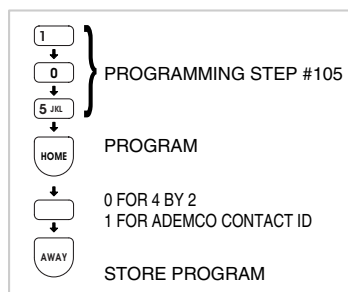 1
0
PROGRAMMING STEP #105
5 JKL
HOME
PROGRAM
0 FOR 4 BY 2
1 FOR ADEMCO CONTACT ID
AWAY
STORE PROGRAM